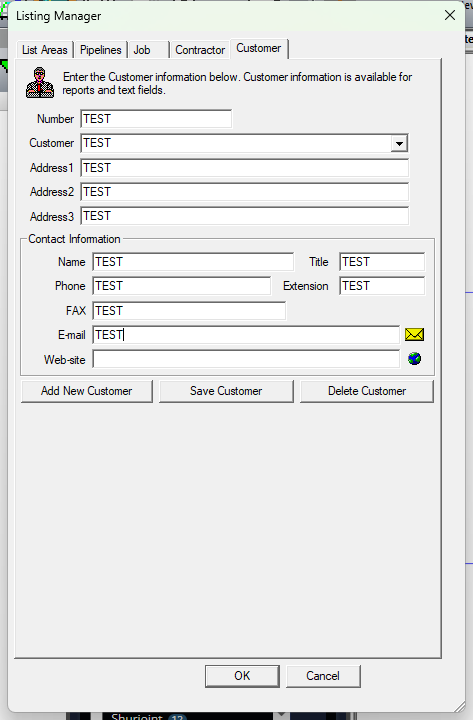 Listing Manager
List Areas Pipelines Job Contractor Customer
Enter the Customer information below. Customer information is available for
reports and text fields.
Number TEST
Customer TEST
Address1 TEST
Address2 TEST
Address3 TEST
Contact Information
Name TEST Title TEST
Phone TEST Extension TEST
FAX TEST
E-mail TEST
Web-site
Add New Customer Save Customer Delete Customer
OK Cancel
Shurjoint 12